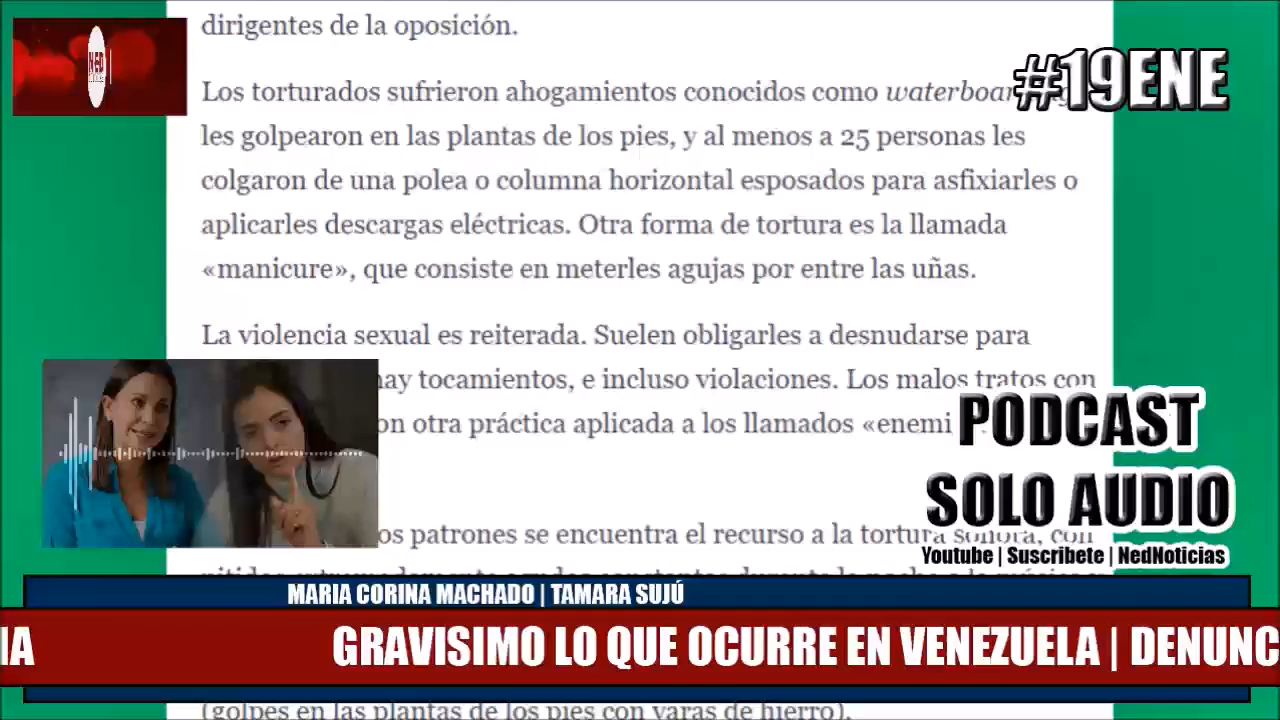 dirigentes de la oposición.
#19ENE
NED
Los torturados sufrieron ahogamientos conocidos como
les golpearon en las plantas de los pies, y al menos a 25 personas les
colgaron de una polea o columna horizontal esposados para asfixiarles o
aplicarles descargas eléctricas. Otra forma de tortura es la llamada
«manicure», que consiste en meterles agujas por entre las uñas.
La violencia sexual es reiterada. Suelen obligarles a desnudarse para
hay tocamientos, e incluso violaciones. Los malos tratos con
on otra práctica aplicada a los llamados «enemi
PODCAST
SOLO AUDIO
os patrones se encuentra el recurso a la tortura sonora, con
Youtube | Suscribete | NedNoticias
MARIA CORINA MACHADO | TAMARA SUJÚ
IA GRAVISIMO LO QUE OCURRE EN VENEZUELA | DENUNC
(golpes en las plantas de los pies con varas de hierro).